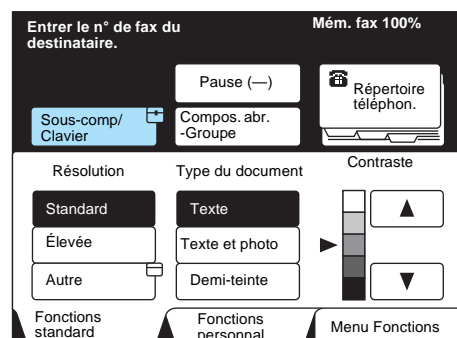 Entrer le n° de fax du
destinataire.
Mém. fax 100%
Pause (—)
Répertoire
téléphon.
Sous-comp/
Clavier
Compos. abr.
-Groupe
Résolution
Type du document
Contraste
Standard
Texte
Élevée
Texte et photo
Autre
Demi-teinte
Fonctions
standard
Fonctions
personnal
Menu Fonctions